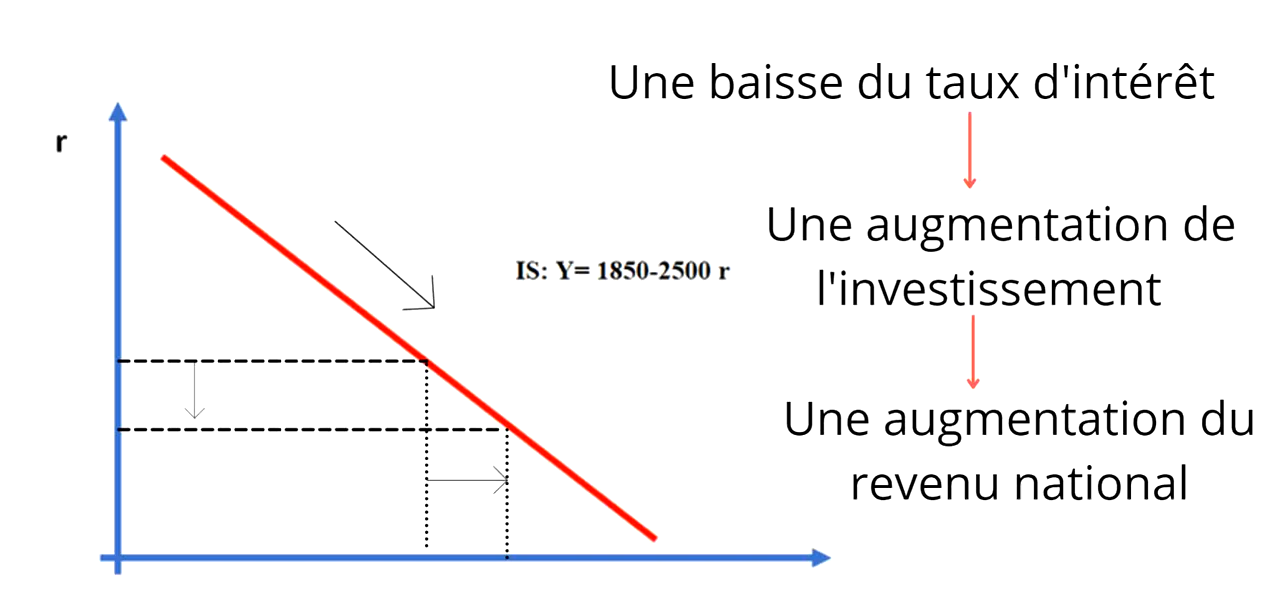 Une baisse du taux d'intérêt
r
Une augmentation de
l'investissement
IS: Y= 1850-2500 r
Une augmentation du
revenu national